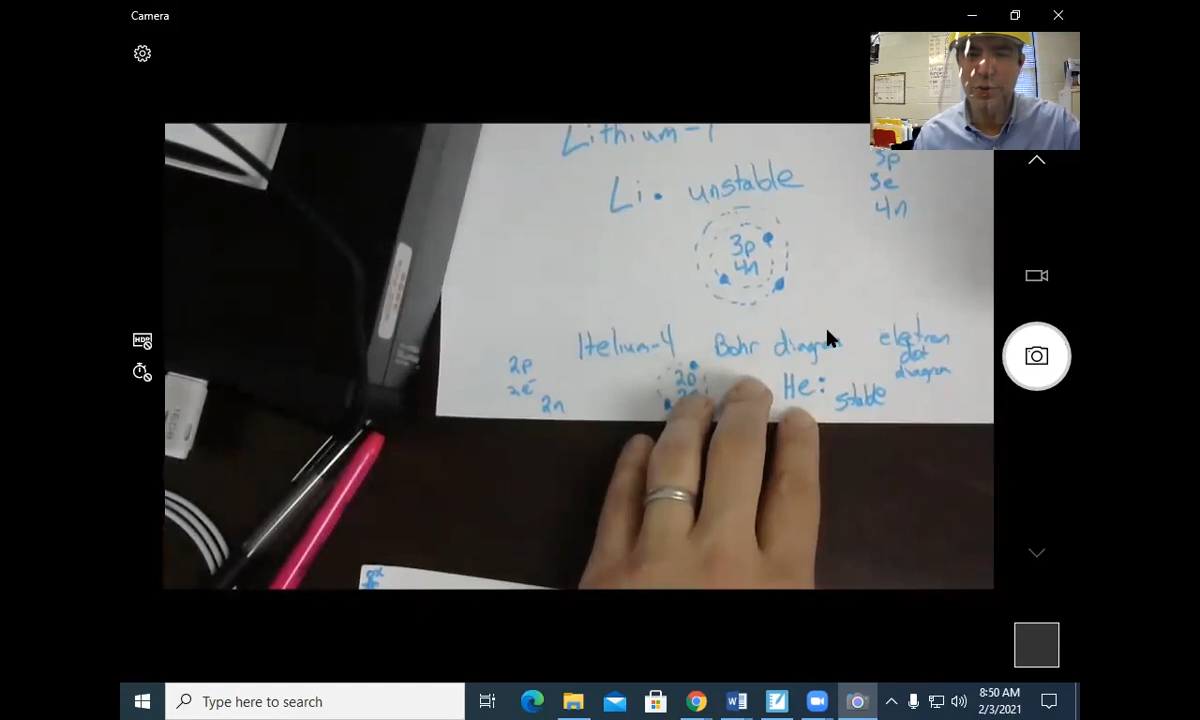 Camera
Lithium-7
3p
3e
4n
Li• unstable
3p
4n
Helium-4
Bohr diagram
electron
dot
diagram
2p
2e-
2n
2p
He:
stable
Type here to search
8:50 AM
2/3/2021